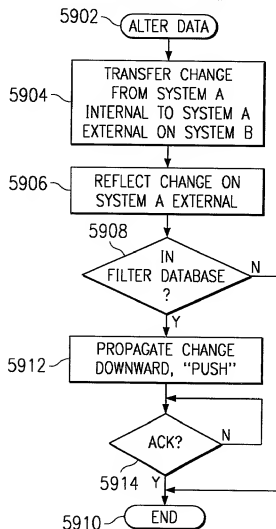 5902
ALTER DATA
5904
TRANSFER CHANGE
FROM SYSTEM A
INTERNAL TO SYSTEM A
EXTERNAL ON SYSTEM B
5906
REFLECT CHANGE ON
SYSTEM A EXTERNAL
5908
IN
FILTER DATABASE
?
N
Y
5912
PROPAGATE CHANGE
DOWNWARD, "PUSH"
ACK?
N
5914
Y
5910
END